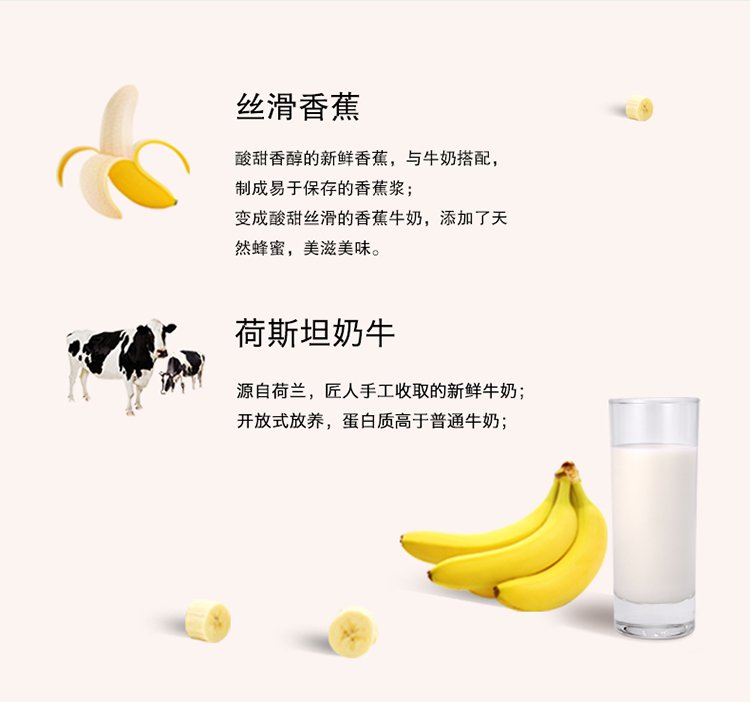 丝滑香蕉
酸甜香醇的新鲜香蕉，与牛奶搭配，
制成易于保存的香蕉浆；
变成酸甜丝滑的香蕉牛奶，添加了天
然蜂蜜，美滋美味。
荷斯坦奶牛
源自荷兰，匠人手工收取的新鲜牛奶；
开放式放养，蛋白质高于普通牛奶；